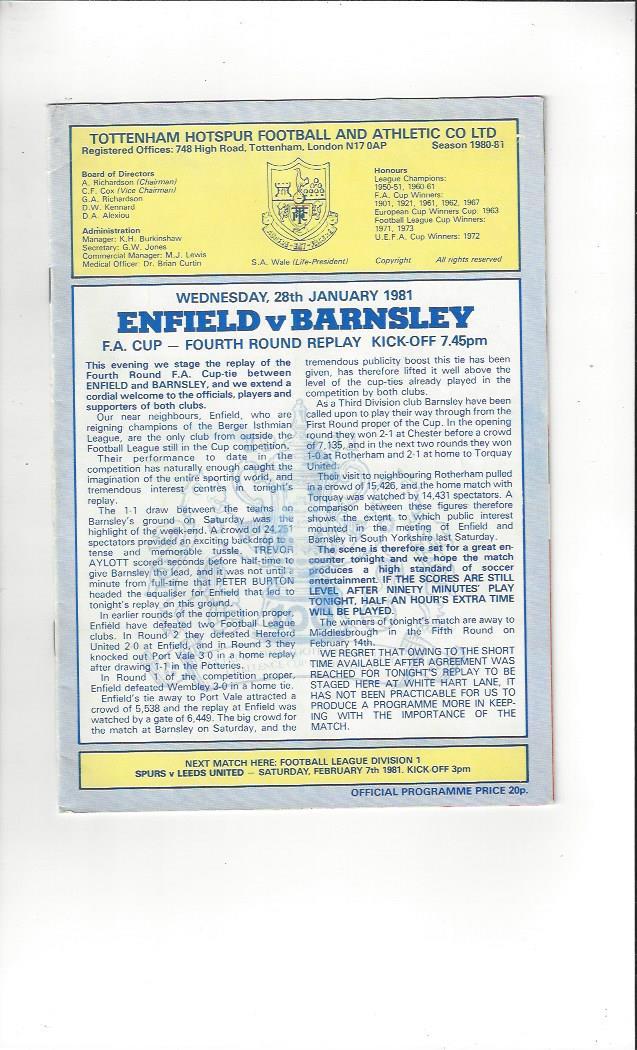 TOTTENHAM HOTSPUR FOOTBALL AND ATHLETIC CO LTD
Registered Offices: 748 High Road, Tottenham, London N17 0AP Season 1980-81
Board of Directors
A. Richardson (Chairman)
C.F. Cox (Vice Chairman)
G.A. Richardson
D.W. Kennard
D.A. Alexiou
Administration
Manager: K.H. Burkinshaw
Secretary: G.W. Jones
Commercial Manager: M.J. Lewis
Medical Officer: Dr. Brian Curtin
S.A. Wale (Life-President)
Honours
League Champions:
1950-51, 1960-61
F.A. Cup Winners:
1901, 1921, 1961, 1962, 1967
European Cup Winners Cup: 1963
Football League Cup Winners:
1971, 1973
U.E.F.A. Cup Winners: 1972
Copyright All rights reserved
WEDNESDAY, 28th JANUARY 1981
ENFIELD v BARNSLEY
F.A. CUP — FOURTH ROUND REPLAY KICK-OFF 7.45pm
This evening we stage the replay of the
Fourth Round F.A. Cup-tie between
ENFIELD and BARNSLEY, and we extend a
cordial welcome to the officials, players and
supporters of both clubs.
Our near neighbours, Enfield, who are
reigning champions of the Berger Isthmian
League, are the only club from outside the
Football League still in the Cup competition.
Their performance to date in the
competition has naturally enough caught the
imagination of the entire sporting world, and
tremendous interest centres in tonight's
replay.
The 1-1 draw between the teams on
Barnsley's ground on Saturday was the
highlight of the week-end. A crowd of 24,251
spectators provided an exciting backdrop to a
tense and memorable tussle. TREVOR
AYLOTT scored seconds before half-time to
give Barnsley the lead, and it was not until a
minute from full-time that PETER BURTON
headed the equaliser for Enfield that led to
tonight's replay on this ground.
In earlier rounds of the competition proper,
Enfield have defeated two Football League
clubs. In Round 2 they defeated Hereford
United 2-0 at Enfield, and in Round 3 they
knocked out Port Vale 3-0 in a home replay
after drawing 1-1 in the Potteries.
In Round 1 of the competition proper,
Enfield defeated Wembley 3-0 in a home tie.
Enfield's tie away to Port Vale attracted a
crowd of 5,538 and the replay at Enfield was
watched by a gate of 6,449. The big crowd for
the match at Barnsley on Saturday, and the
tremendous publicity boost this tie has been
given, has therefore lifted it well above the
level of the cup-ties already played in the
competition by both clubs.
As a Third Division club Barnsley have been
called upon to play their way through from the
First Round proper of the Cup. In the opening
round they won 2-1 at Chester before a crowd
of 7,135, and in the next two rounds they won
1-0 at Rotherham and 2-1 at home to Torquay
United.
Their visit to neighbouring Rotherham pulled
in a crowd of 15,426, and the home match with
Torquay was watched by 14,431 spectators. A
comparison between these figures therefore
shows the extent to which public interest
mounted in the meeting of Enfield and
Barnsley in South Yorkshire last Saturday.
The scene is therefore set for a great en-
counter tonight and we hope the match
produces a high standard of soccer
entertainment. IF THE SCORES ARE STILL
LEVEL AFTER NINETY MINUTES' PLAY
TONIGHT, HALF AN HOUR'S EXTRA TIME
WILL BE PLAYED.
The winners of tonight's match are away to
Middlesbrough in the Fifth Round on
February 14th.
WE REGRET THAT OWING TO THE SHORT
TIME AVAILABLE AFTER AGREEMENT WAS
REACHED FOR TONIGHT'S REPLAY TO BE
STAGED HERE AT WHITE HART LANE, IT
HAS NOT BEEN PRACTICABLE FOR US TO
PRODUCE A PROGRAMME MORE IN KEEP-
ING WITH THE IMPORTANCE OF THE
MATCH.
NEXT MATCH HERE: FOOTBALL LEAGUE DIVISION 1
SPURS v LEEDS UNITED — SATURDAY, FEBRUARY 7th 1981. KICK-OFF 3pm
OFFICIAL PROGRAMME PRICE 20p.